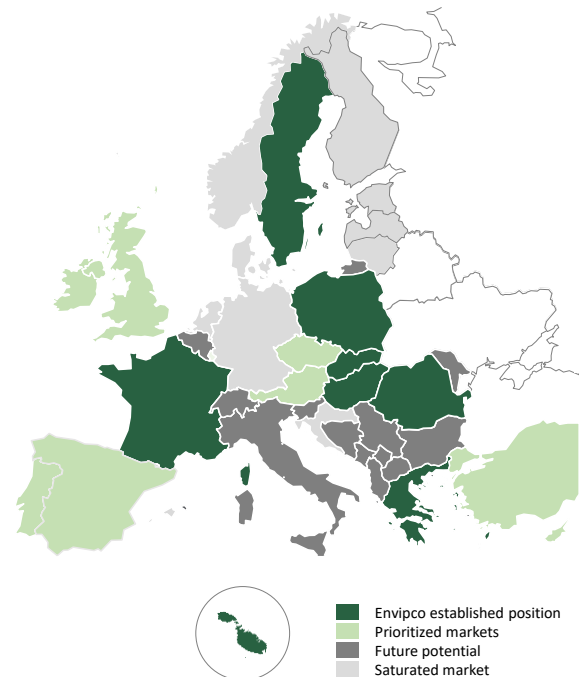 Envipco established position
Prioritized markets
Future potential
Saturated market